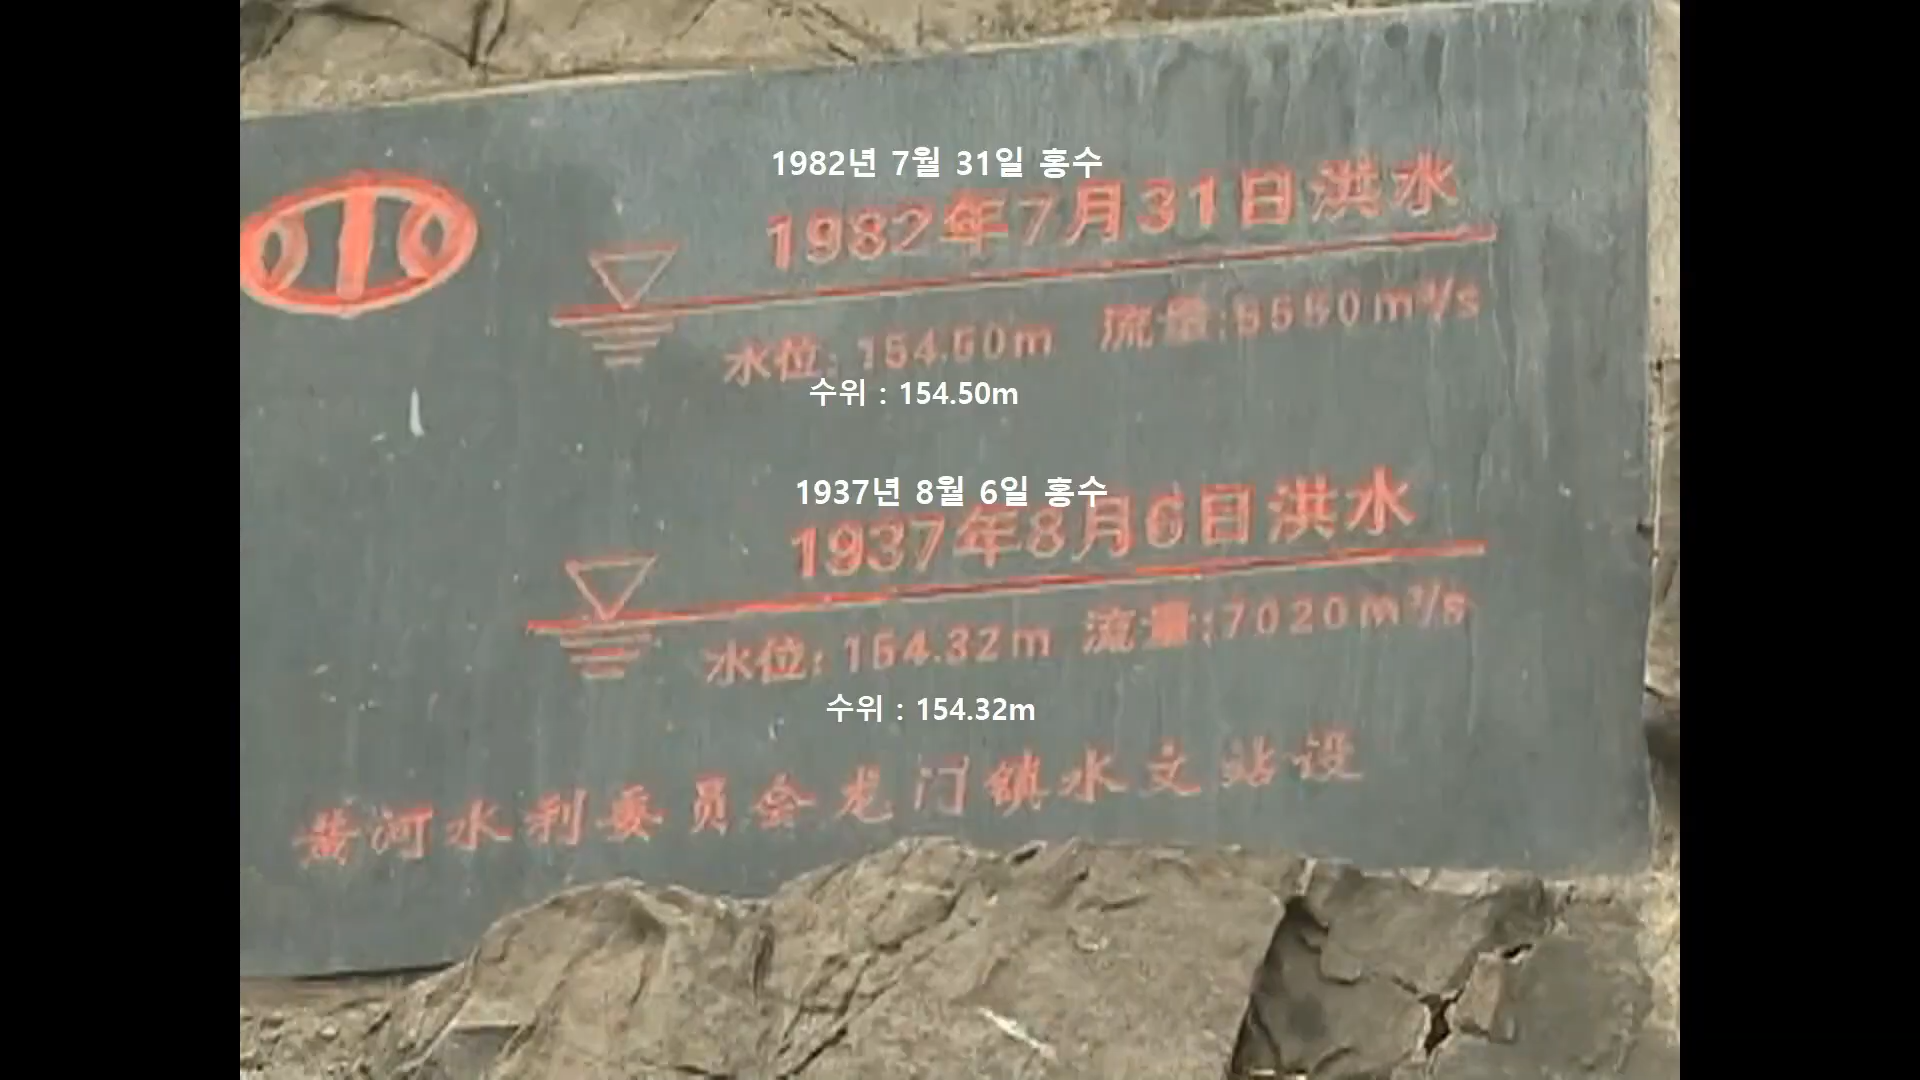 1982년 7월 31일 홍수
1982年7月31日洪水
水位: 154.50m 流量:
수위 : 154.50m
1937년 8월 6일 홍수
1937年8月6日洪水
水位: 154.32m 流量:7020m³/s
수위 : 154.32m
黄河水利委员会龙门镇水文站设